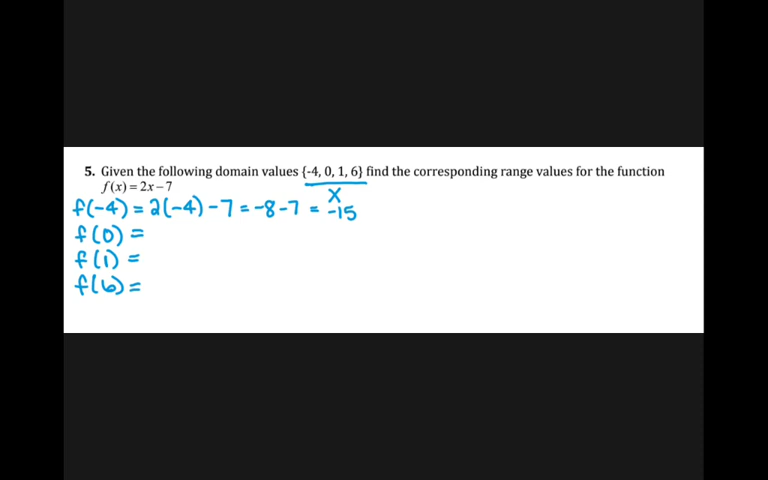 5. Given the following domain values {-4, 0, 1, 6} find the corresponding range values for the function
f(x) = 2x – 7
x
f(-4) = 2(-4) - 7 = -8 - 7 = -15
f(0) =
f(1) =
f(6) =